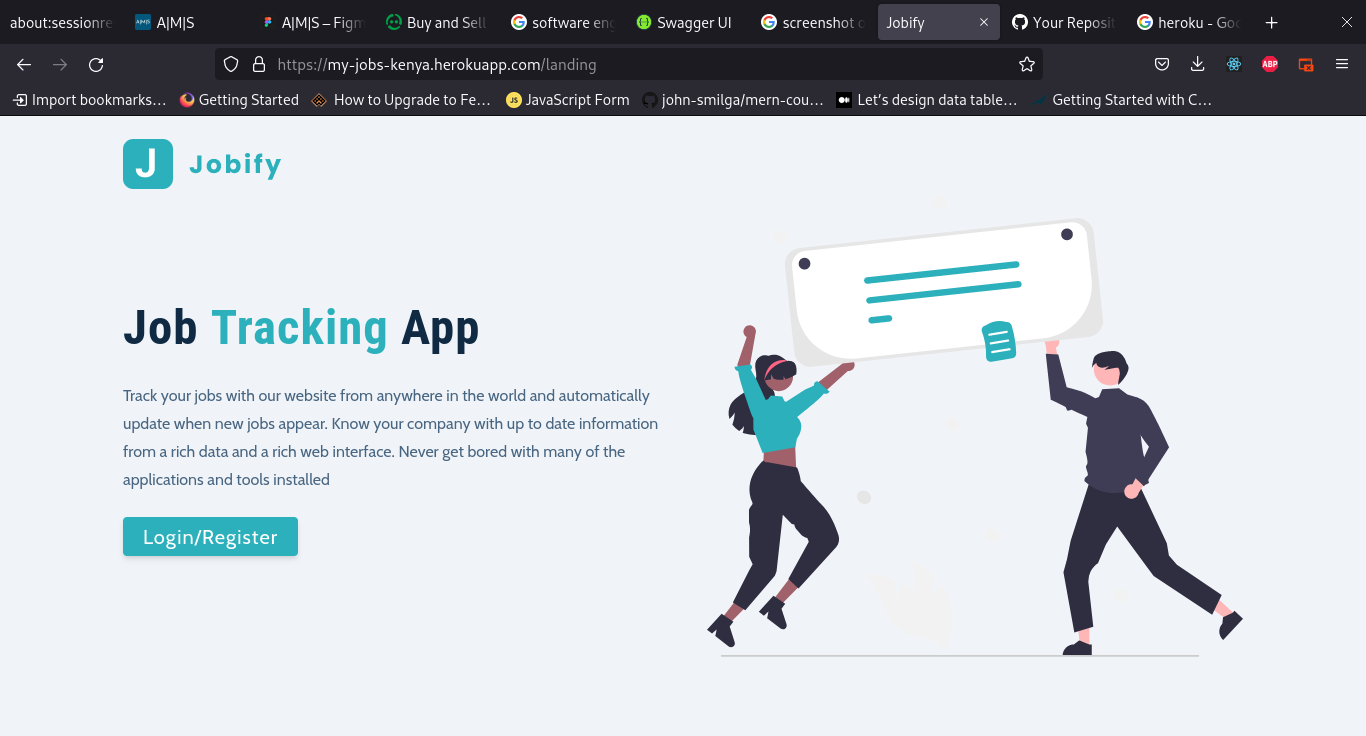 about:sessionre
A|M|S
A|M|S – Figm
Buy and Sell
software eng
Swagger UI
screenshot o
Jobify
Your Reposit
heroku - Goo
https://my-jobs-kenya.herokuapp.com/landing
ABP
Import bookmarks…
Getting Started
How to Upgrade to Fe…
JS JavaScript Form
john-smilga/mern-cou…
Let's design data table…
Getting Started with C…
J Jobify
Job Tracking App
Track your jobs with our website from anywhere in the world and automatically
update when new jobs appear. Know your company with up to date information
from a rich data and a rich web interface. Never get bored with many of the
applications and tools installed
Login/Register